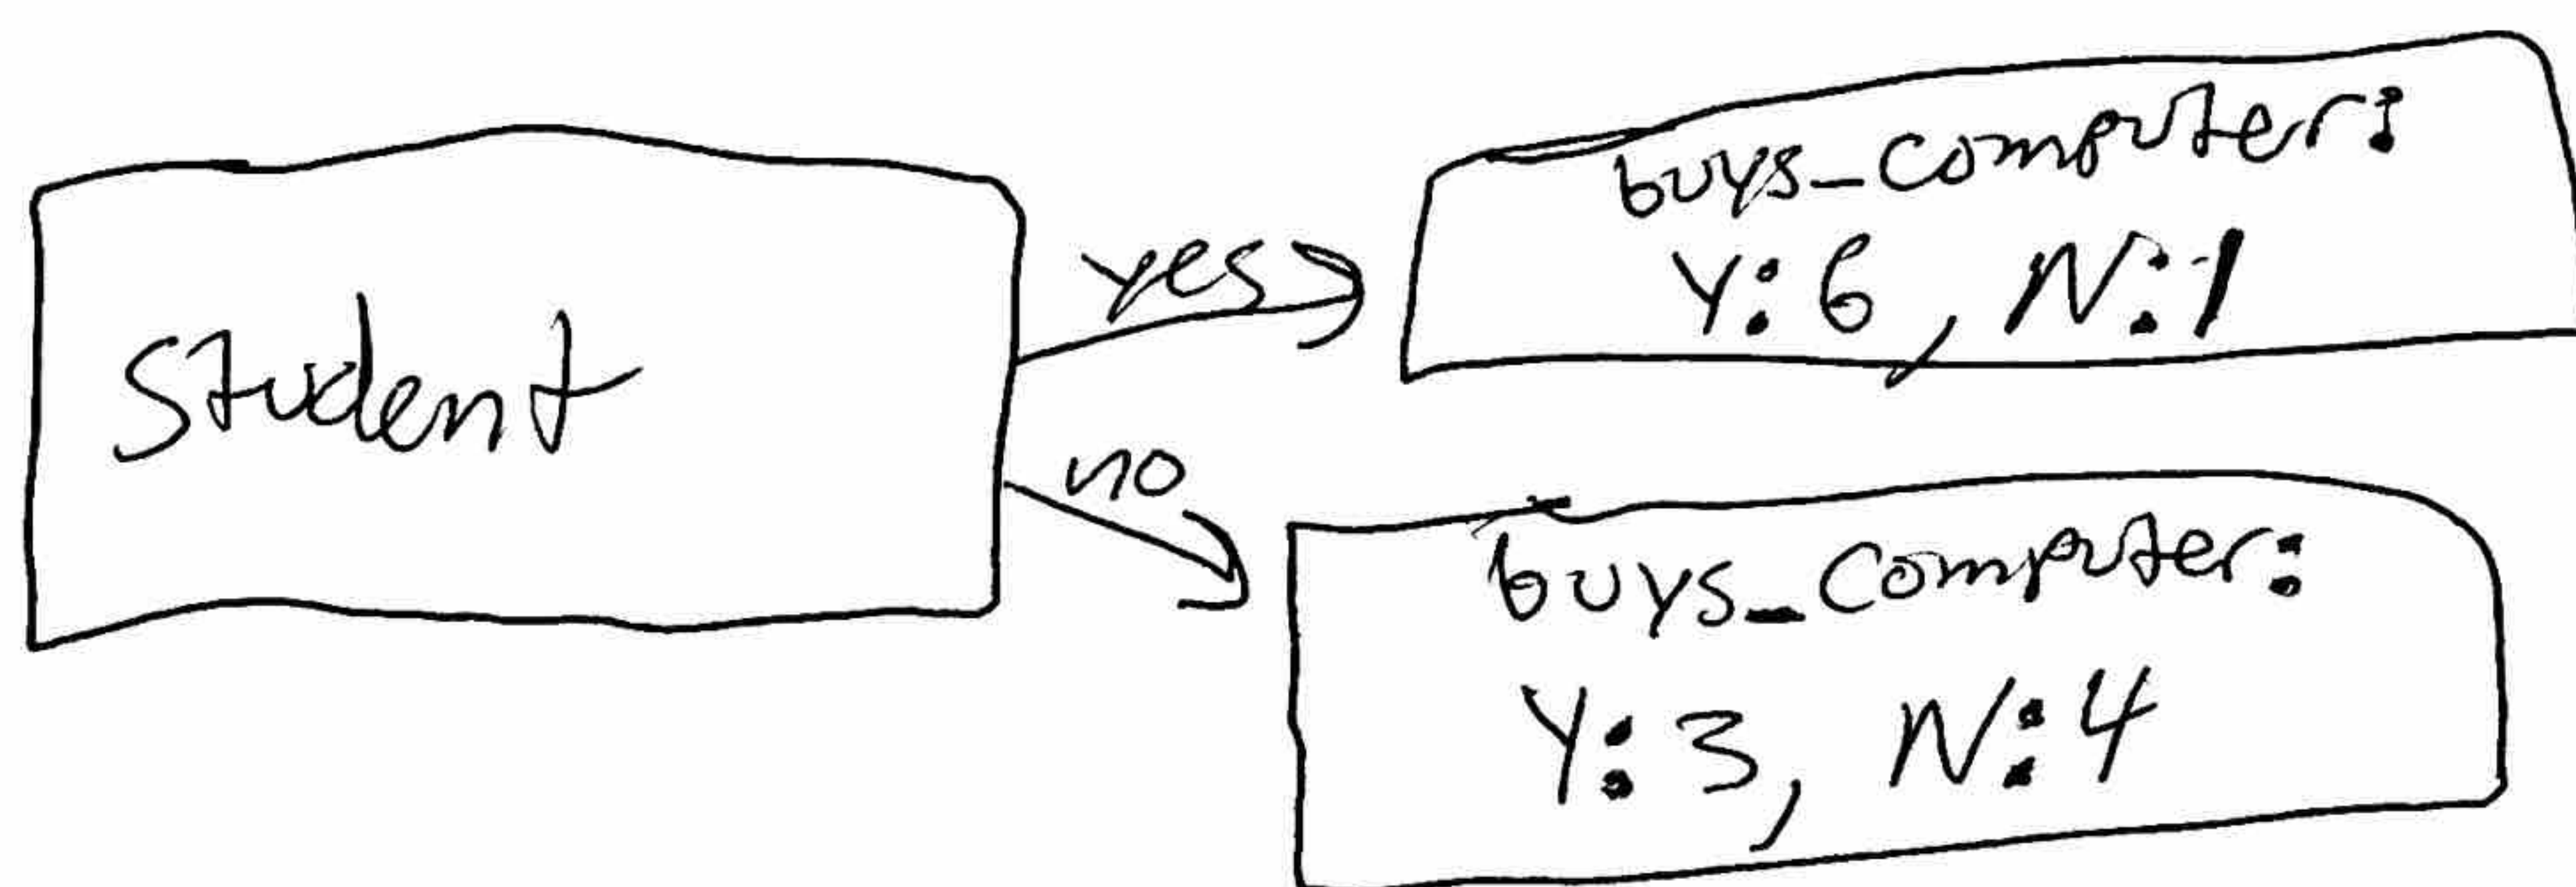 Student
yes
buys_computer:
Y: 6, N: 1
no
buys_computer:
Y: 3, N: 4